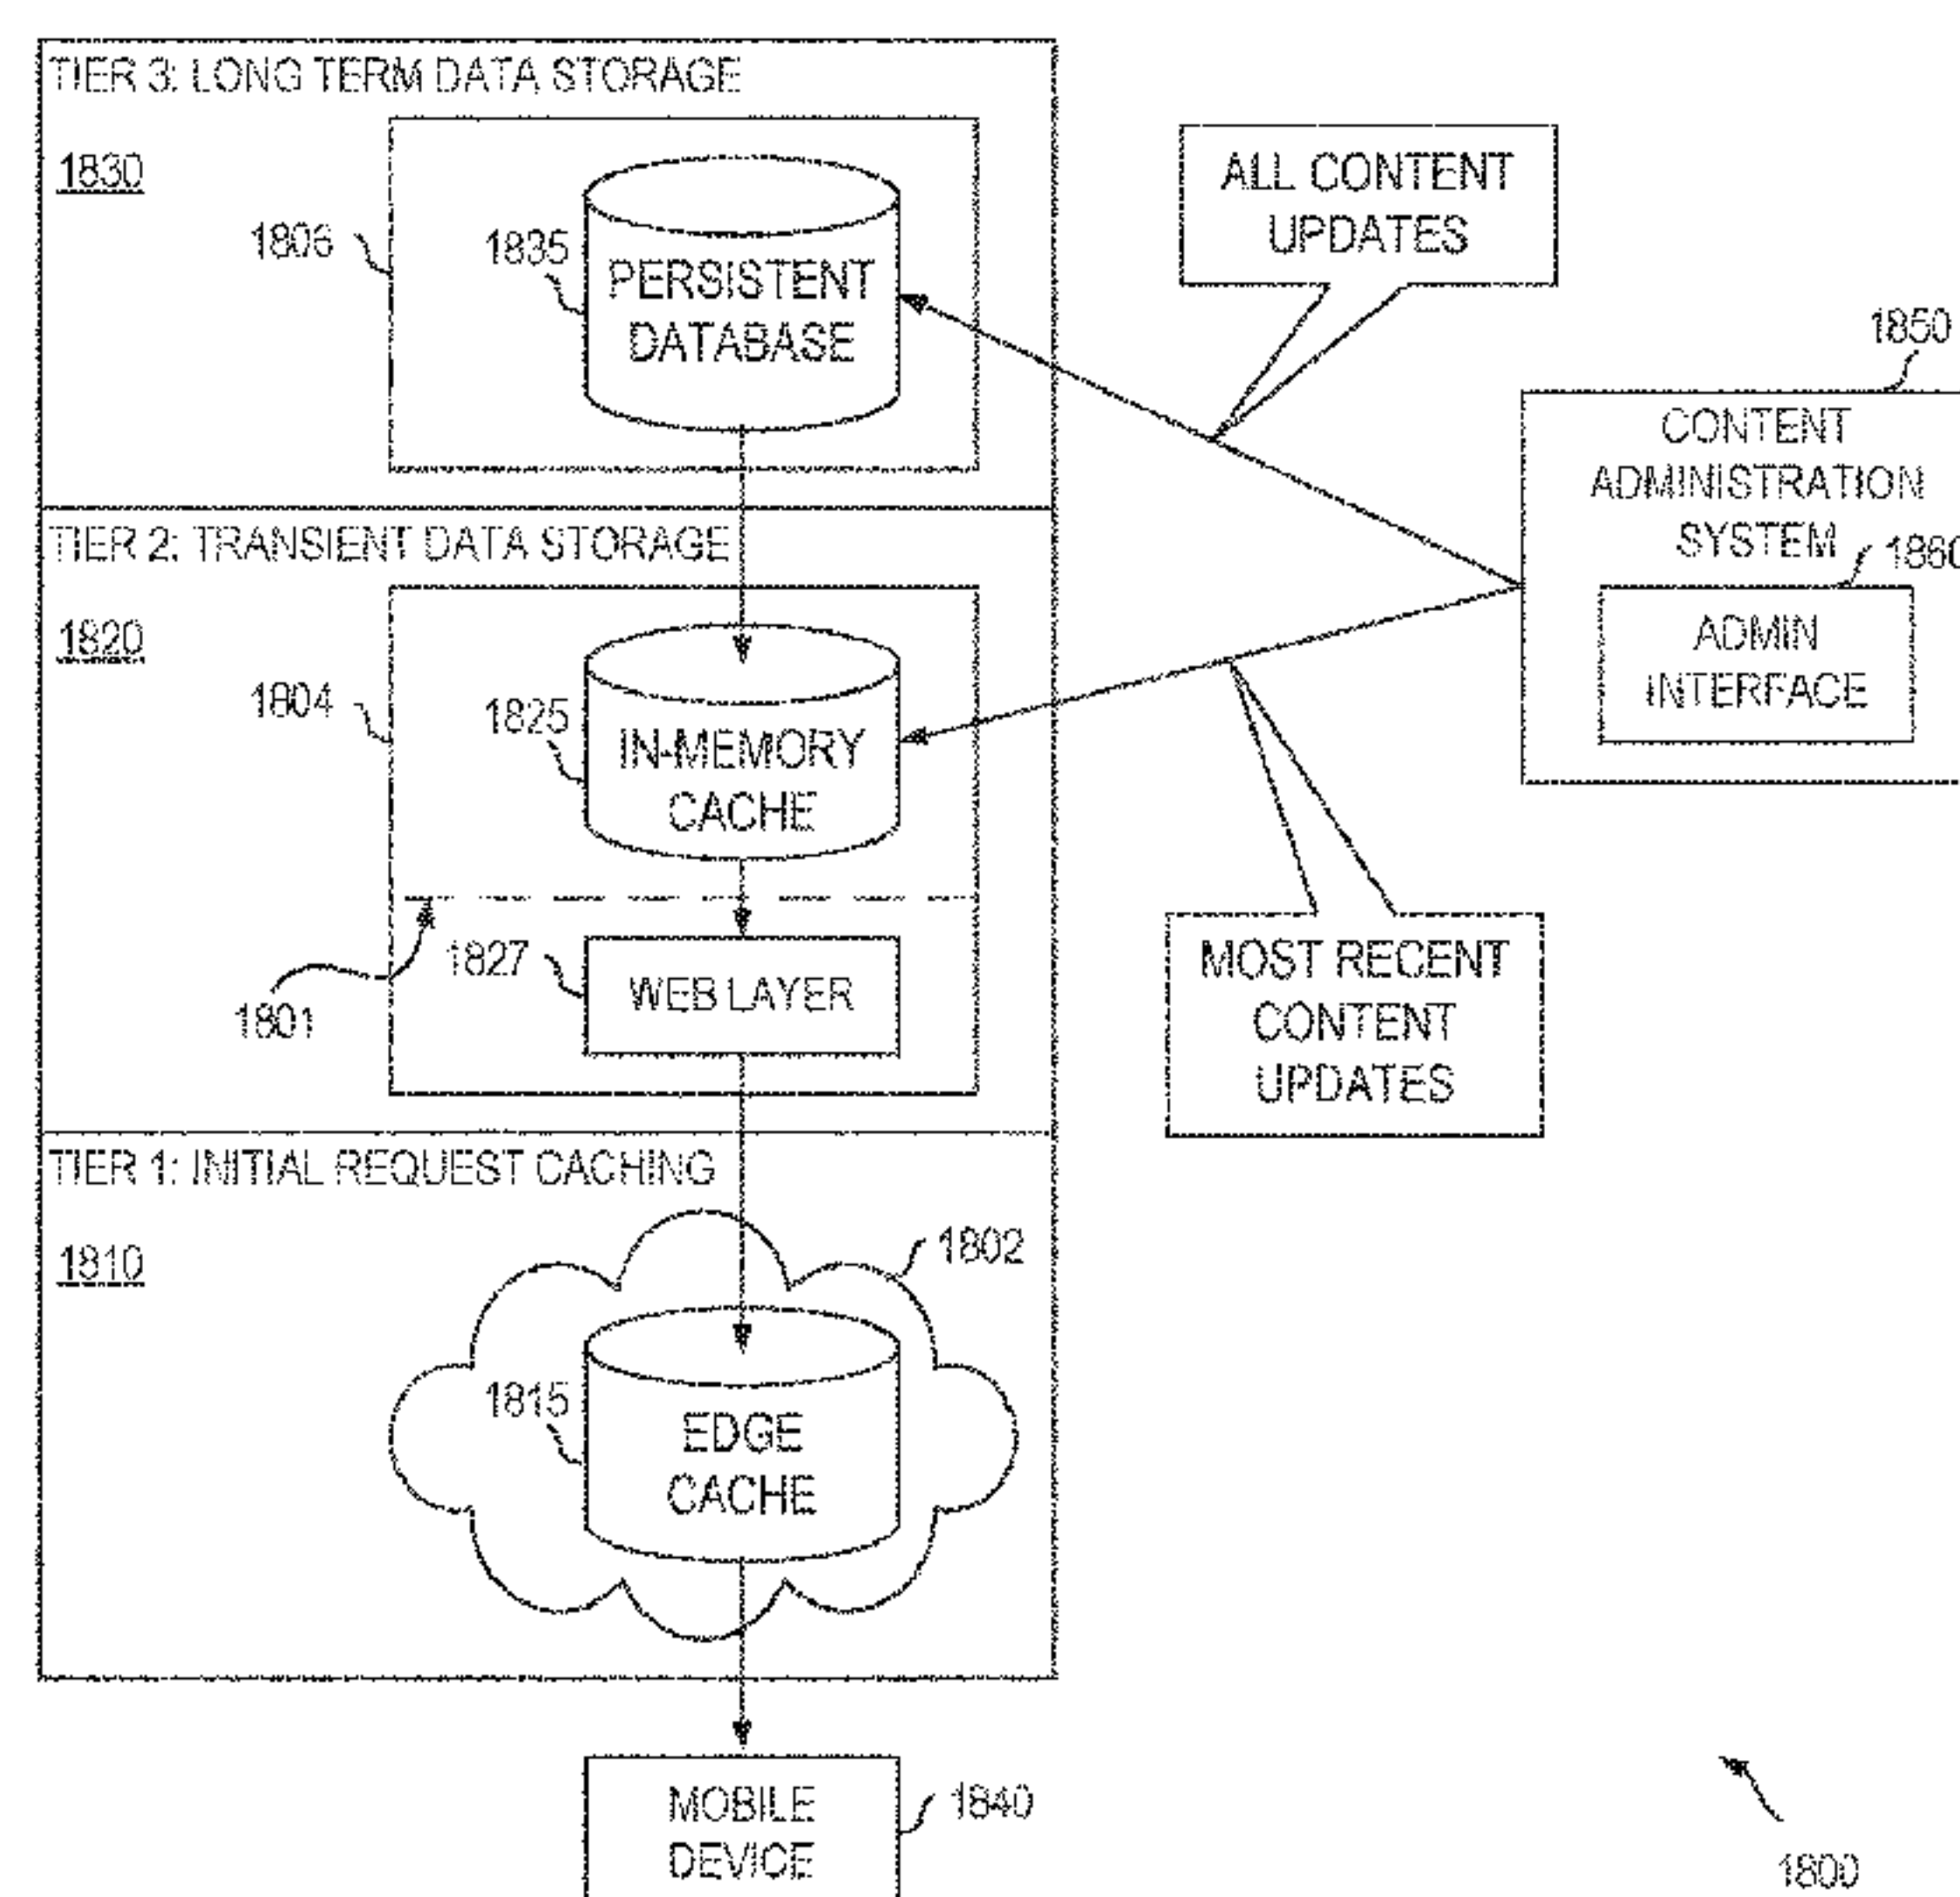 TIER 3: LONG TERM DATA STORAGE
1830
1806
1835
PERSISTENT
DATABASE
ALL CONTENT
UPDATES
1850
CONTENT
ADMINISTRATION
SYSTEM
1860
ADMIN
INTERFACE
TIER 2: TRANSIENT DATA STORAGE
1820
1804
1825
IN-MEMORY
CACHE
1827
WEB LAYER
1801
MOST RECENT
CONTENT
UPDATES
TIER 1: INITIAL REQUEST CACHING
1810
1802
1815
EDGE
CACHE
MOBILE
DEVICE
1840
1800